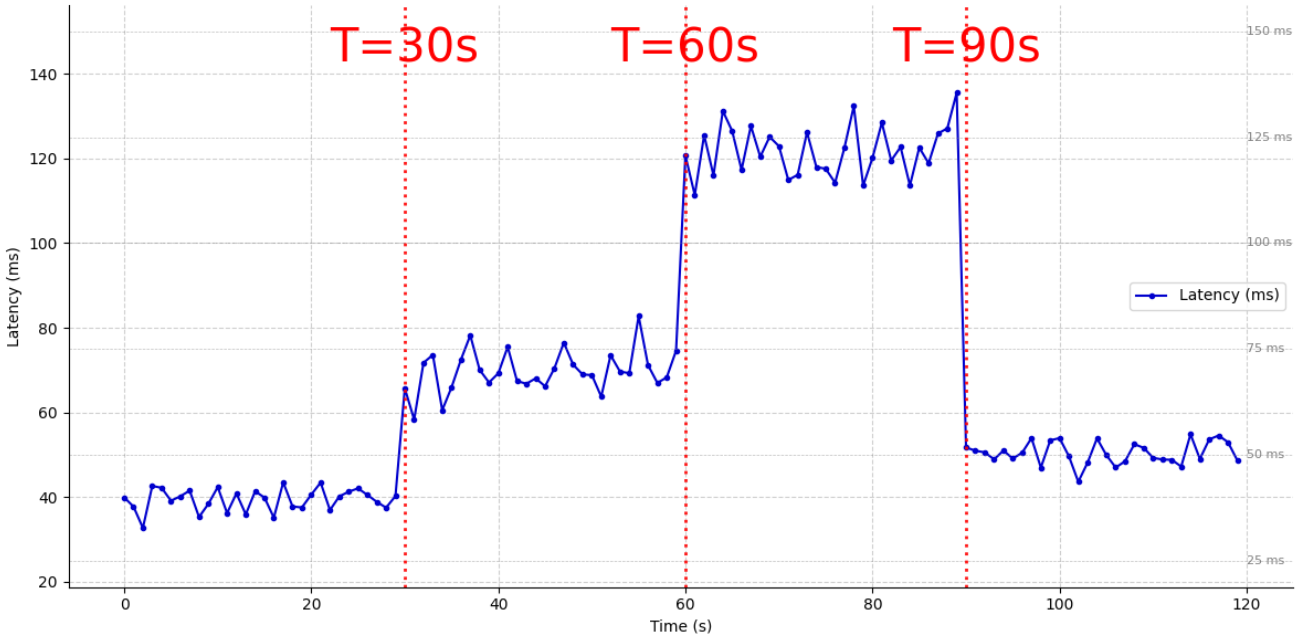 T=30s
T=60s
T=90s
150 ms
140
125 ms
120
100 ms
100
Latency (ms)
Latency (ms)
80
75 ms
60
50 ms
40
25 ms
20
0
20
40
60
80
100
120
Time (s)